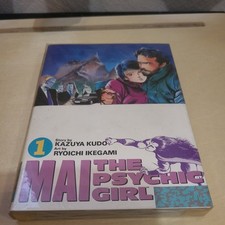 1
Story by
KAZUYA KUDO
Art by
RYOICHI IKEGAMI
MAI
THE
PSYCHIC
GIRL